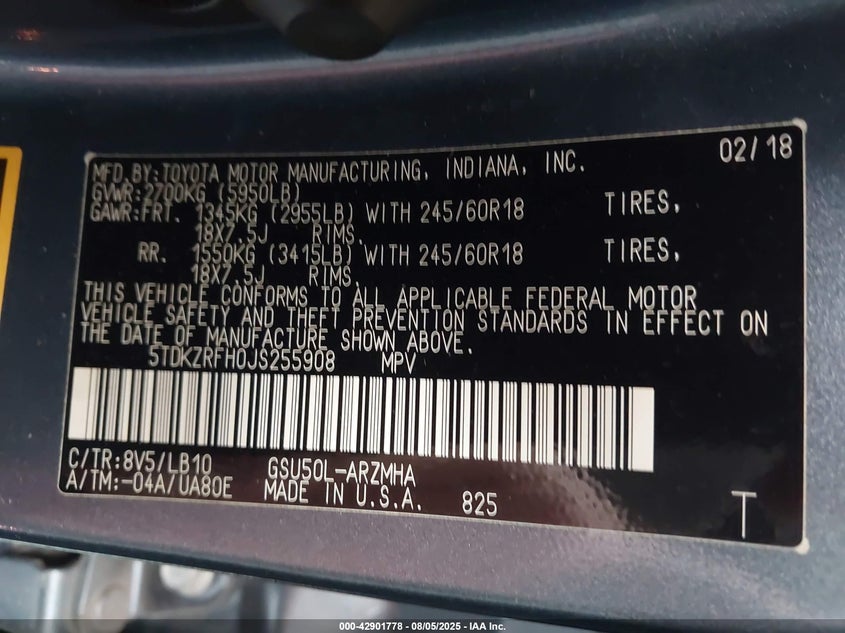 MFD.BY:TOYOTA MOTOR MANUFACTURING, INDIANA, INC. 02/18
GVWR:2700KG (5950LB)
GAWR:FRT. 1345KG (2955LB) WITH 245/60R18 TIRES,
18X7.5J RIMS,
RR. 1550KG (3415LB) WITH 245/60R18 TIRES,
18X7.5J RIMS.
THIS VEHICLE CONFORMS TO ALL APPLICABLE FEDERAL MOTOR
VEHICLE SAFETY AND THEFT PREVENTION STANDARDS IN EFFECT ON
THE DATE OF MANUFACTURE SHOWN ABOVE.
5TDKZRFH0JS255908 MPV
C/TR:8V5/LB10 GSU50L-ARZMHA
A/TM:-04A/UA80E MADE IN U.S.A. 825 T
000-42901778 - 08/05/2025 - IAA Inc.